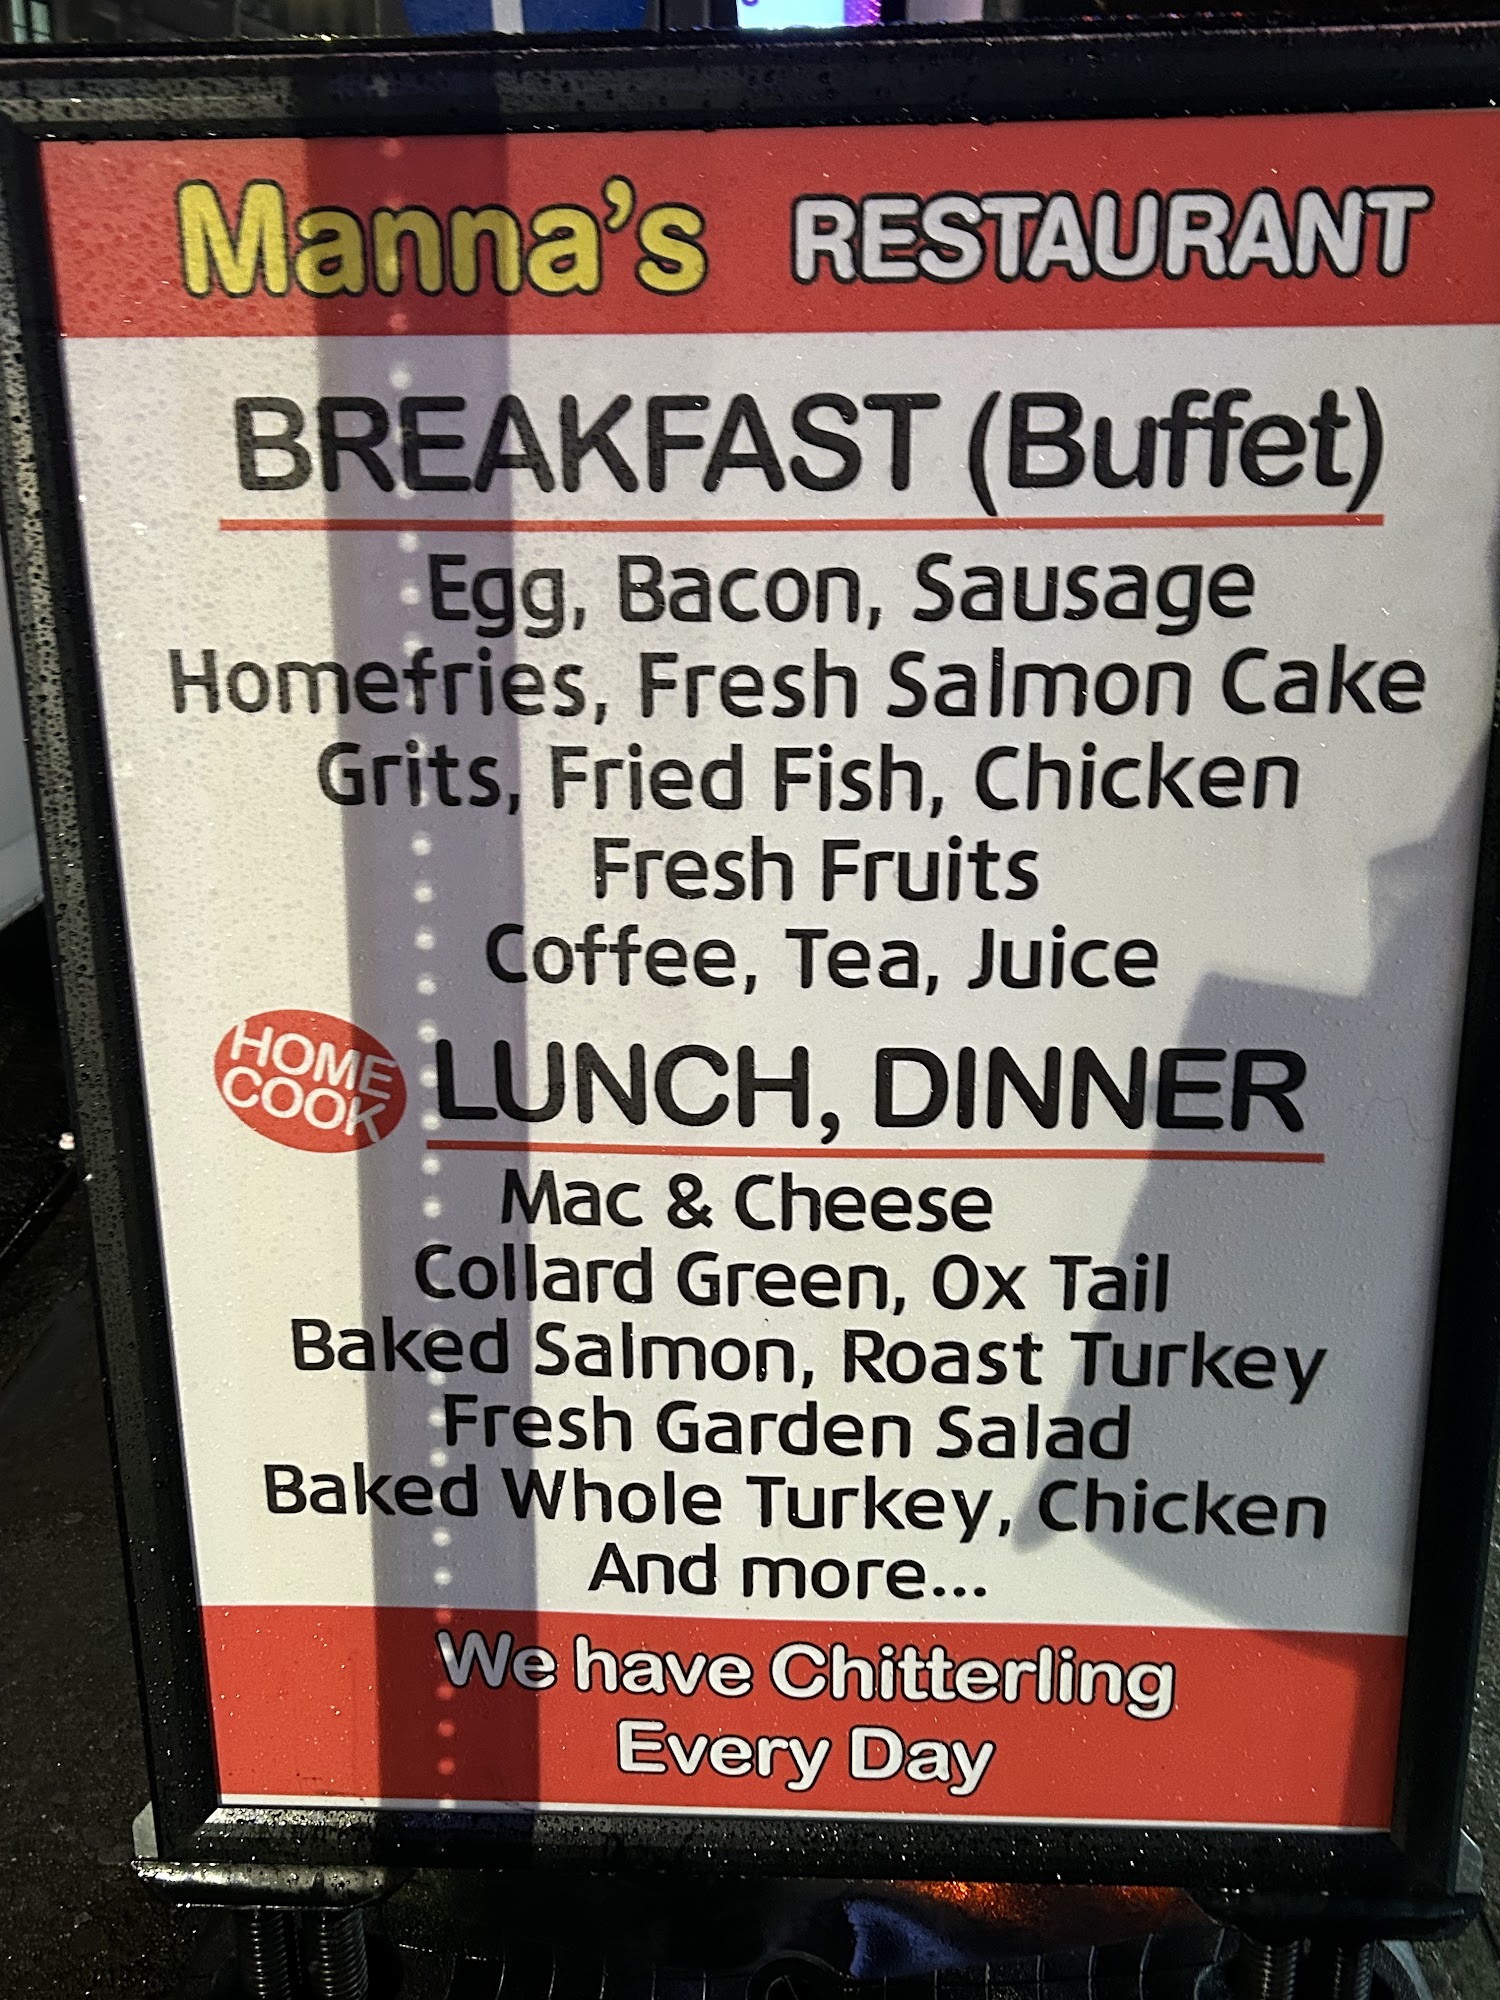 Manna's RESTAURANT
BREAKFAST (Buffet)
Egg, Bacon, Sausage
Homefries, Fresh Salmon Cake
Grits, Fried Fish, Chicken
Fresh Fruits
Coffee, Tea, Juice
HOME
COOK
LUNCH, DINNER
Mac & Cheese
Collard Green, Ox Tail
Baked Salmon, Roast Turkey
Fresh Garden Salad
Baked Whole Turkey, Chicken
And more...
We have Chitterling
Every Day